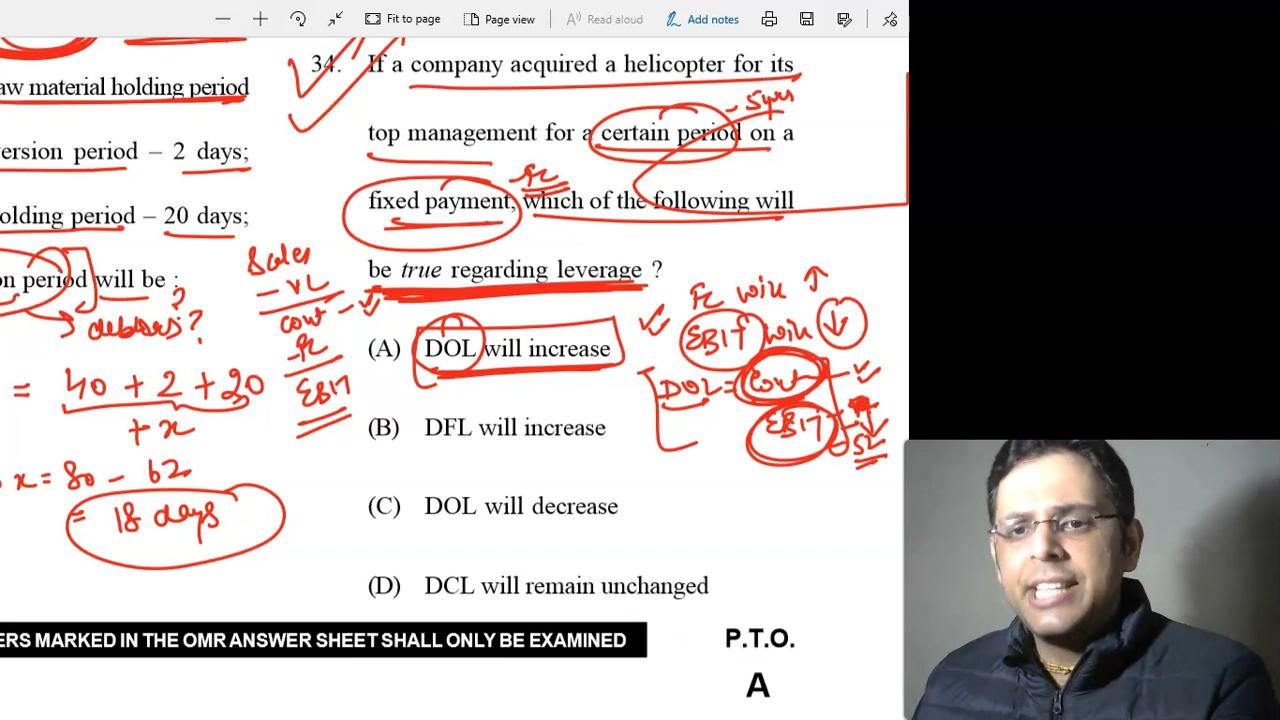 Fit to page
Page view
Read aloud
Add notes
aw material holding period
version period – 2 days;
olding period – 20 days;
on period will be :
debtors?
= 40 + 2 + 20
+ x
x = 80 – 62
= 18 days
Sales
– VC
Cont
– FC
EBIT
34. If a company acquired a helicopter for its
top management for a certain period on a
– 5 yrs
fixed payment, which of the following will
FC
be true regarding leverage ?
(A) DOL will increase
(B) DFL will increase
(C) DOL will decrease
(D) DCL will remain unchanged
FC will ↑
EBIT will ↓
DOL = Cont
EBIT
ERS MARKED IN THE OMR ANSWER SHEET SHALL ONLY BE EXAMINED
P.T.O.
A